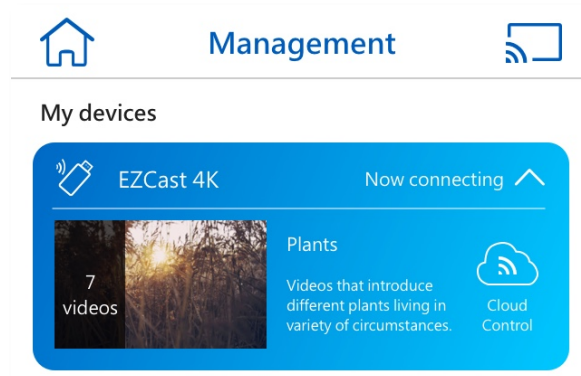 Management
My devices
EZCast 4K
Now connecting
7
videos
Plants
Videos that introduce
different plants living in
variety of circumstances.
Cloud
Control